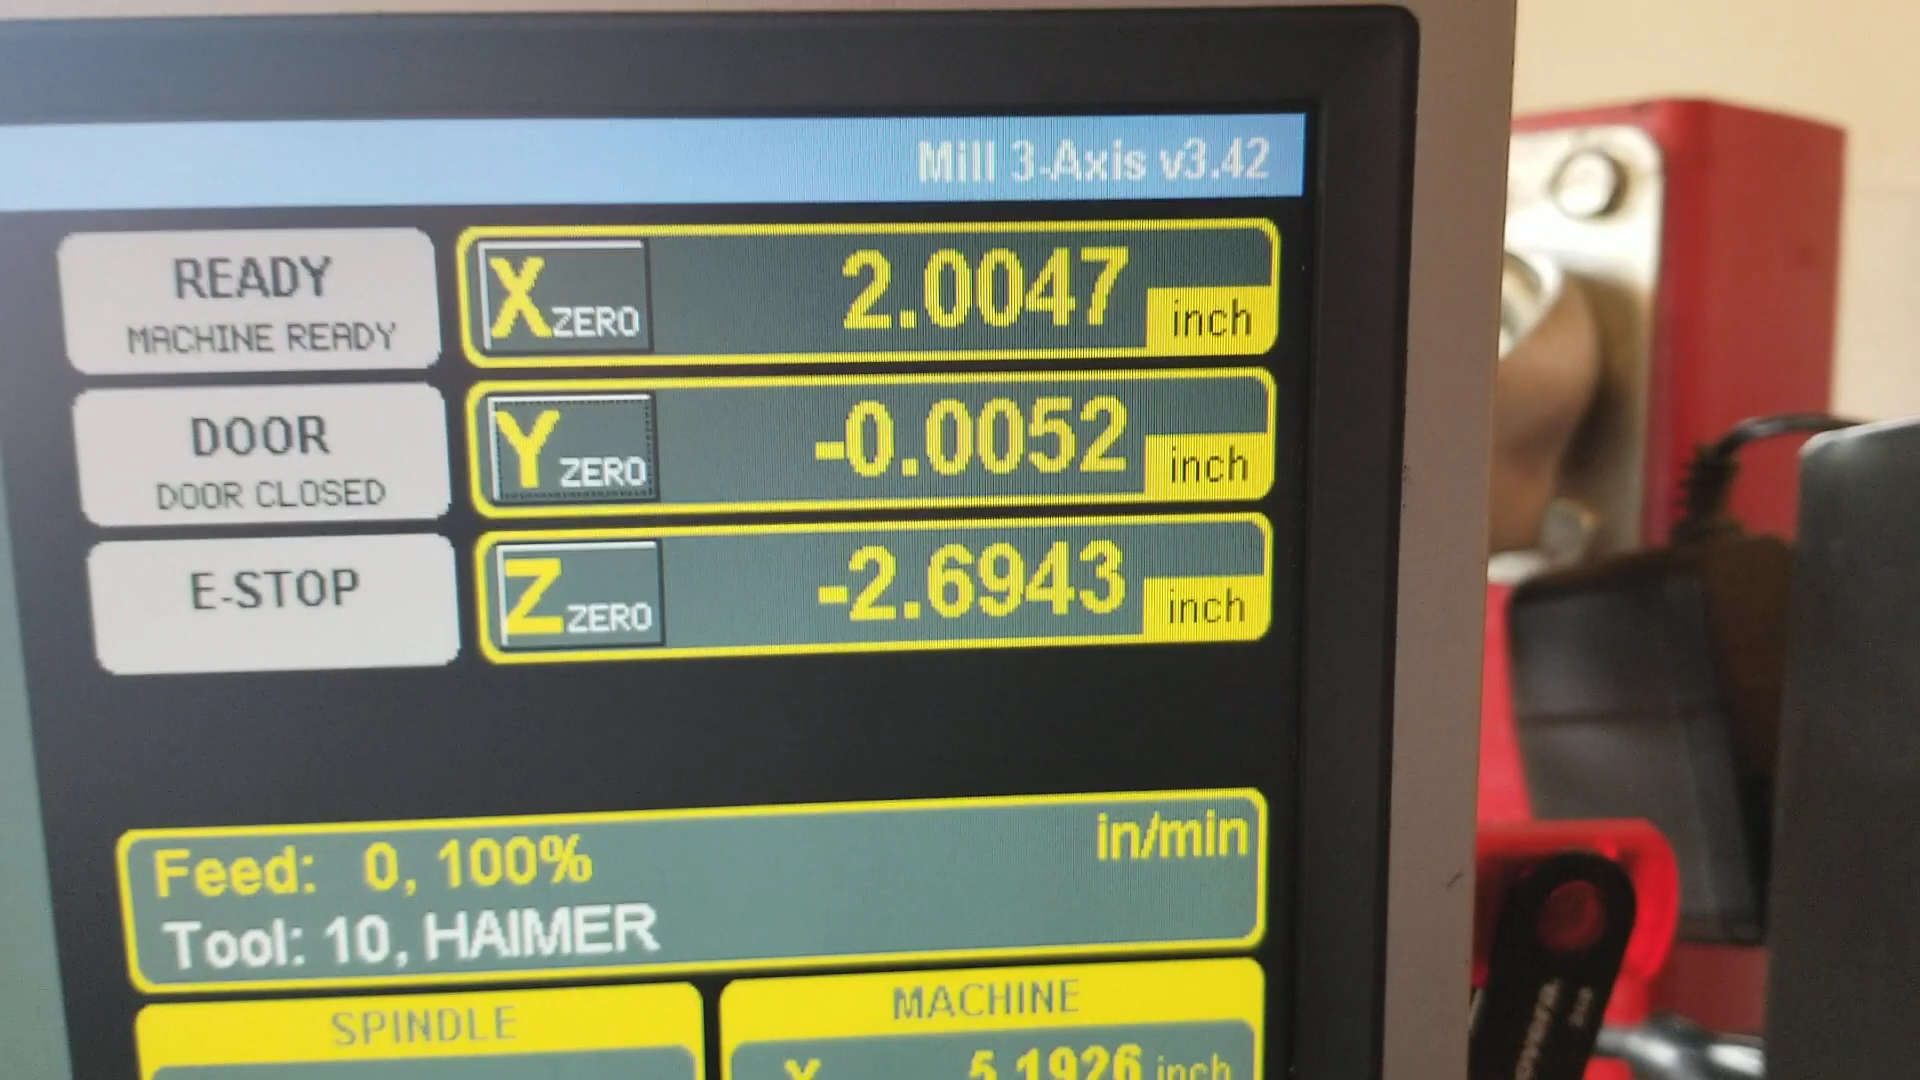 Mill 3-Axis v3.42
READY
MACHINE READY
X ZERO 2.0047 inch
DOOR
DOOR CLOSED
Y ZERO -0.0052 inch
E-STOP
Z ZERO -2.6943 inch
Feed: 0, 100% in/min
Tool: 10, HAIMER
SPINDLE
MACHINE
X 5.1926 inch